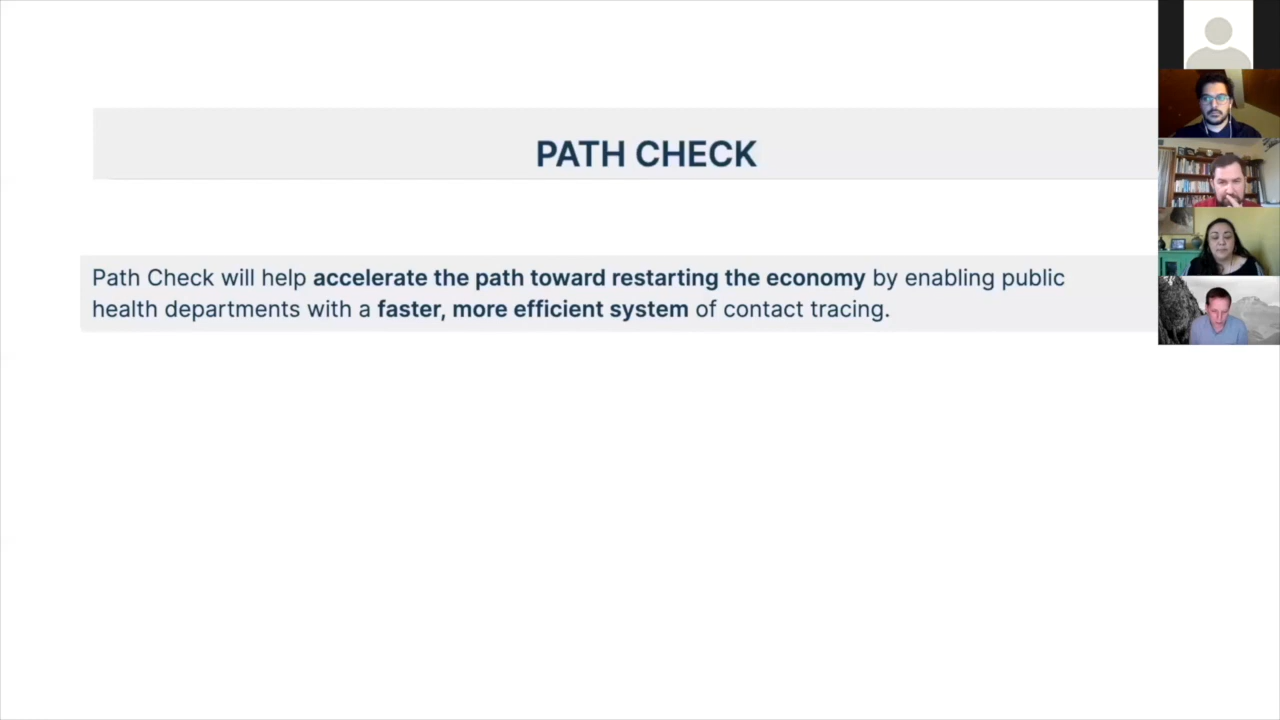 PATH CHECK
Path Check will help accelerate the path toward restarting the economy by enabling public
health departments with a faster, more efficient system of contact tracing.